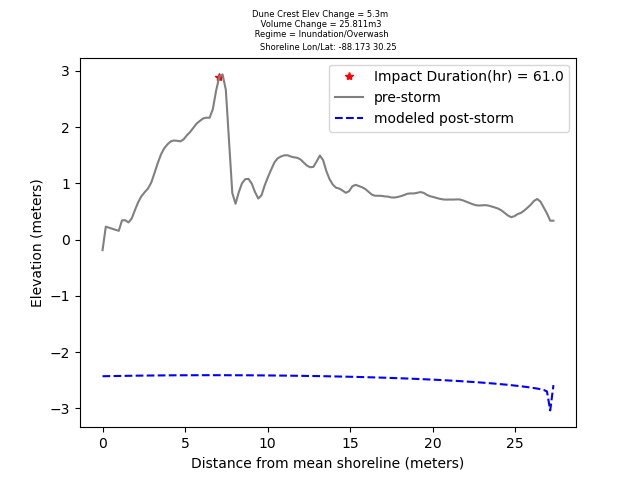 Dune Crest Elev Change = 5.3m
Volume Change = 25.811m3
Regime = Inundation/Overwash
Shoreline Lon/Lat: -88.173 30.25
Impact Duration(hr) = 61.0
pre-storm
modeled post-storm
Elevation (meters)
3
2
1
0
−1
−2
−3
0 5 10 15 20 25
Distance from mean shoreline (meters)